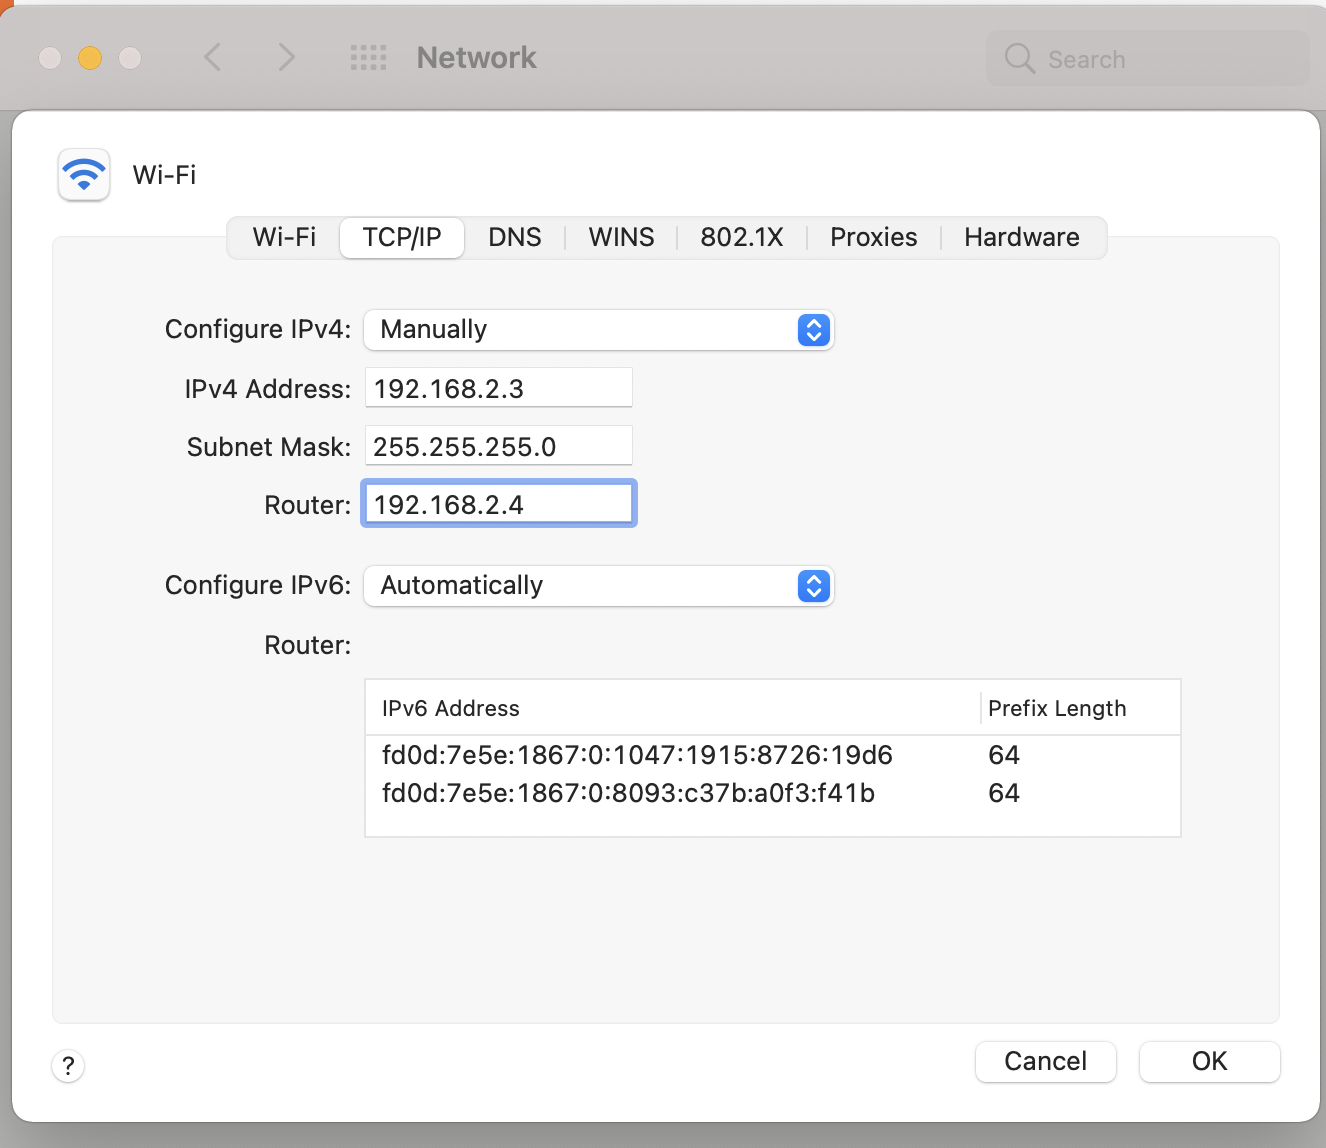 Network
Search
Wi-Fi
Wi-Fi TCP/IP DNS WINS 802.1X Proxies Hardware
Configure IPv4: Manually
IPv4 Address: 192.168.2.3
Subnet Mask: 255.255.255.0
Router: 192.168.2.4
Configure IPv6: Automatically
Router:
IPv6 Address Prefix Length
fd0d:7e5e:1867:0:1047:1915:8726:19d6 64
fd0d:7e5e:1867:0:8093:c37b:a0f3:f41b 64
? Cancel OK